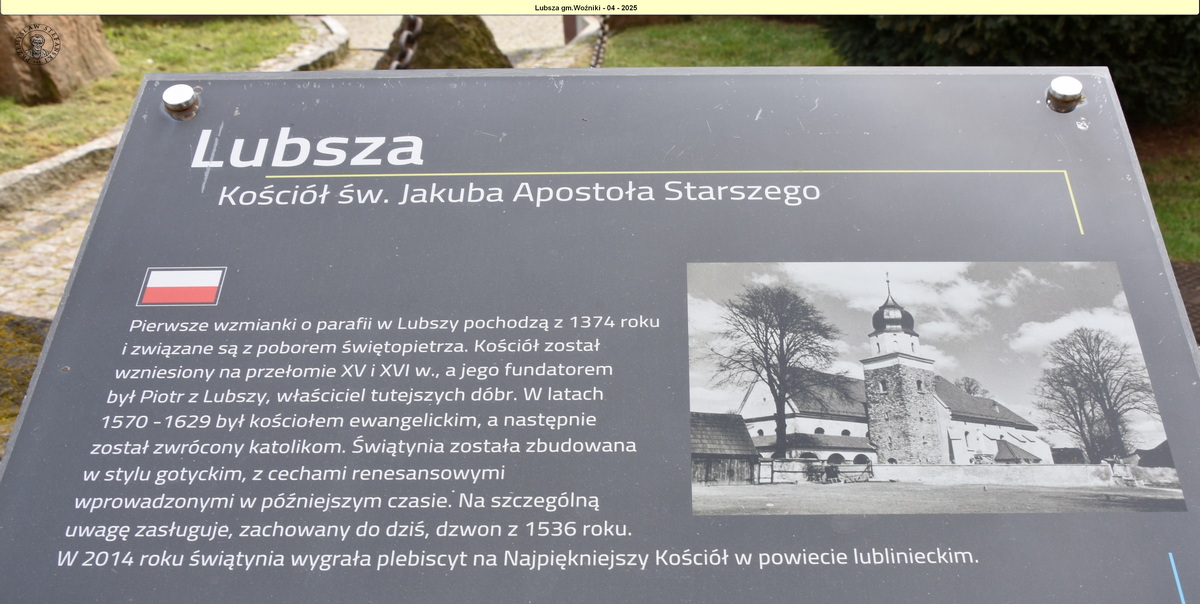 Lubsza gm.Woźniki - 04 - 2025
Lubsza
Kościół św. Jakuba Apostoła Starszego
Pierwsze wzmianki o parafii w Lubszy pochodzą z 1374 roku
i związane są z poborem świętopietrza. Kościół został
wzniesiony na przełomie XV i XVI w., a jego fundatorem
był Piotr z Lubszy, właściciel tutejszych dóbr. W latach
1570 -1629 był kościołem ewangelickim, a następnie
został zwrócony katolikom. Świątynia została zbudowana
w stylu gotyckim, z cechami renesansowymi
wprowadzonymi w późniejszym czasie. Na szczególną
uwagę zasługuje, zachowany do dziś, dzwon z 1536 roku.
W 2014 roku świątynia wygrała plebiscyt na Najpiękniejszy Kościół w powiecie lublinieckim.